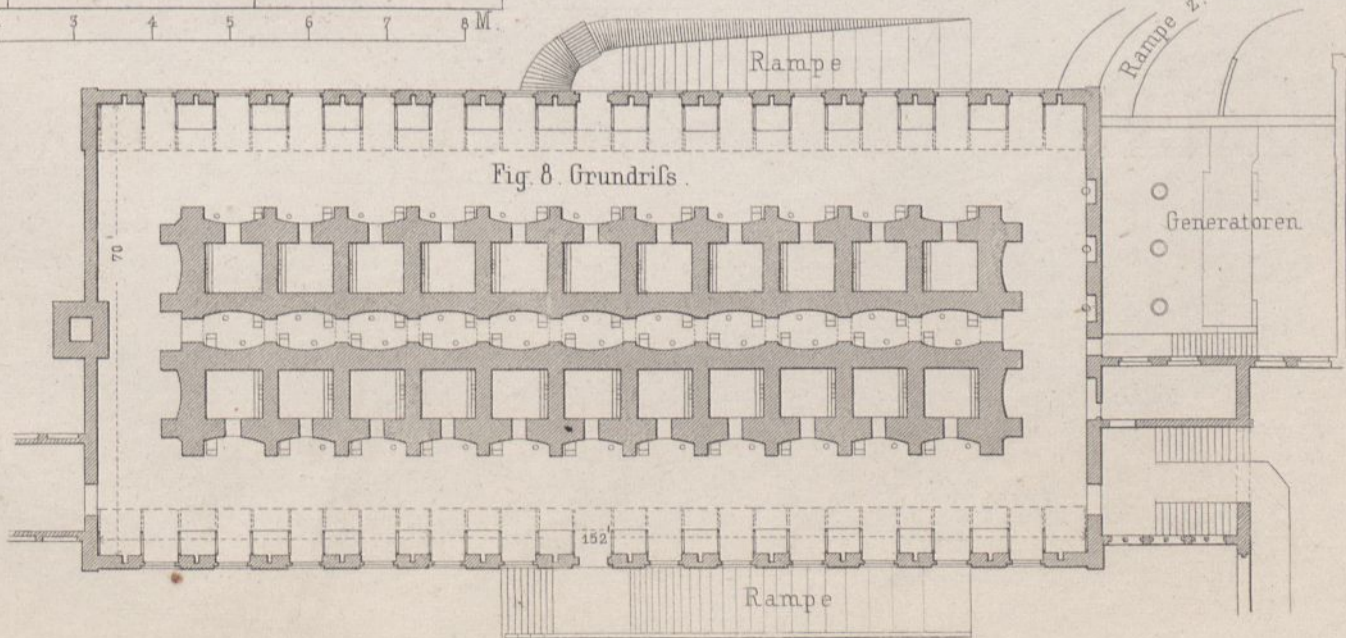 3 4 5 6 7 8 M.
Rampe
Rampe 2.
Fig. 8. Grundriſs.
70'
Generatoren
152'
Rampe